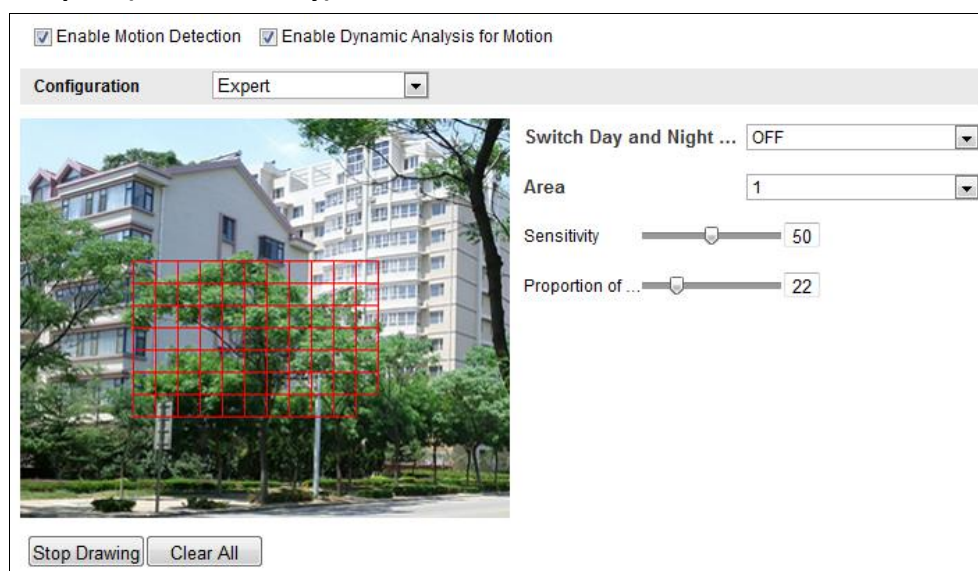 Enable Motion Detection Enable Dynamic Analysis for Motion
Configuration Expert
Switch Day and Night ... OFF
Area 1
Sensitivity 50
Proportion of ... 22
Stop Drawing Clear All